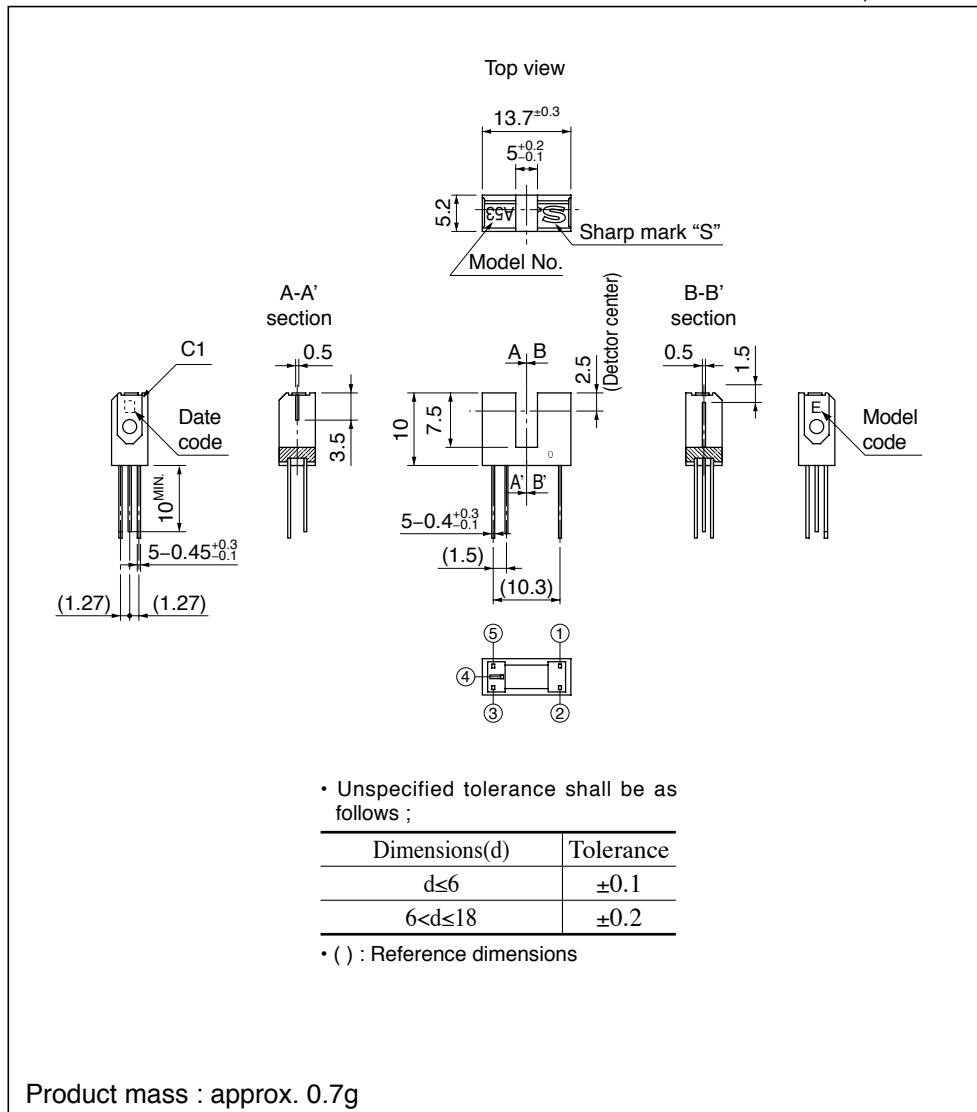 Top view
13.7±0.3
5+0.2−0.1
5.2
A53
S
Sharp mark “S”
Model No.
A-A’
section
C1
0.5
Date
code
3.5
10MIN.
5−0.45+0.3−0.1
(1.27)
(1.27)
A
B
2.5
(Detctor center)
10
7.5
0
A’
B’
5−0.4+0.3−0.1
(1.5)
(10.3)
B-B’
section
0.5
1.5
E
Model
code
⑤
①
④
③
②
• Unspecified tolerance shall be as
follows ;
Dimensions(d) Tolerance
d≤6 ±0.1
6<d≤18 ±0.2
• ( ) : Reference dimensions
Product mass : approx. 0.7g